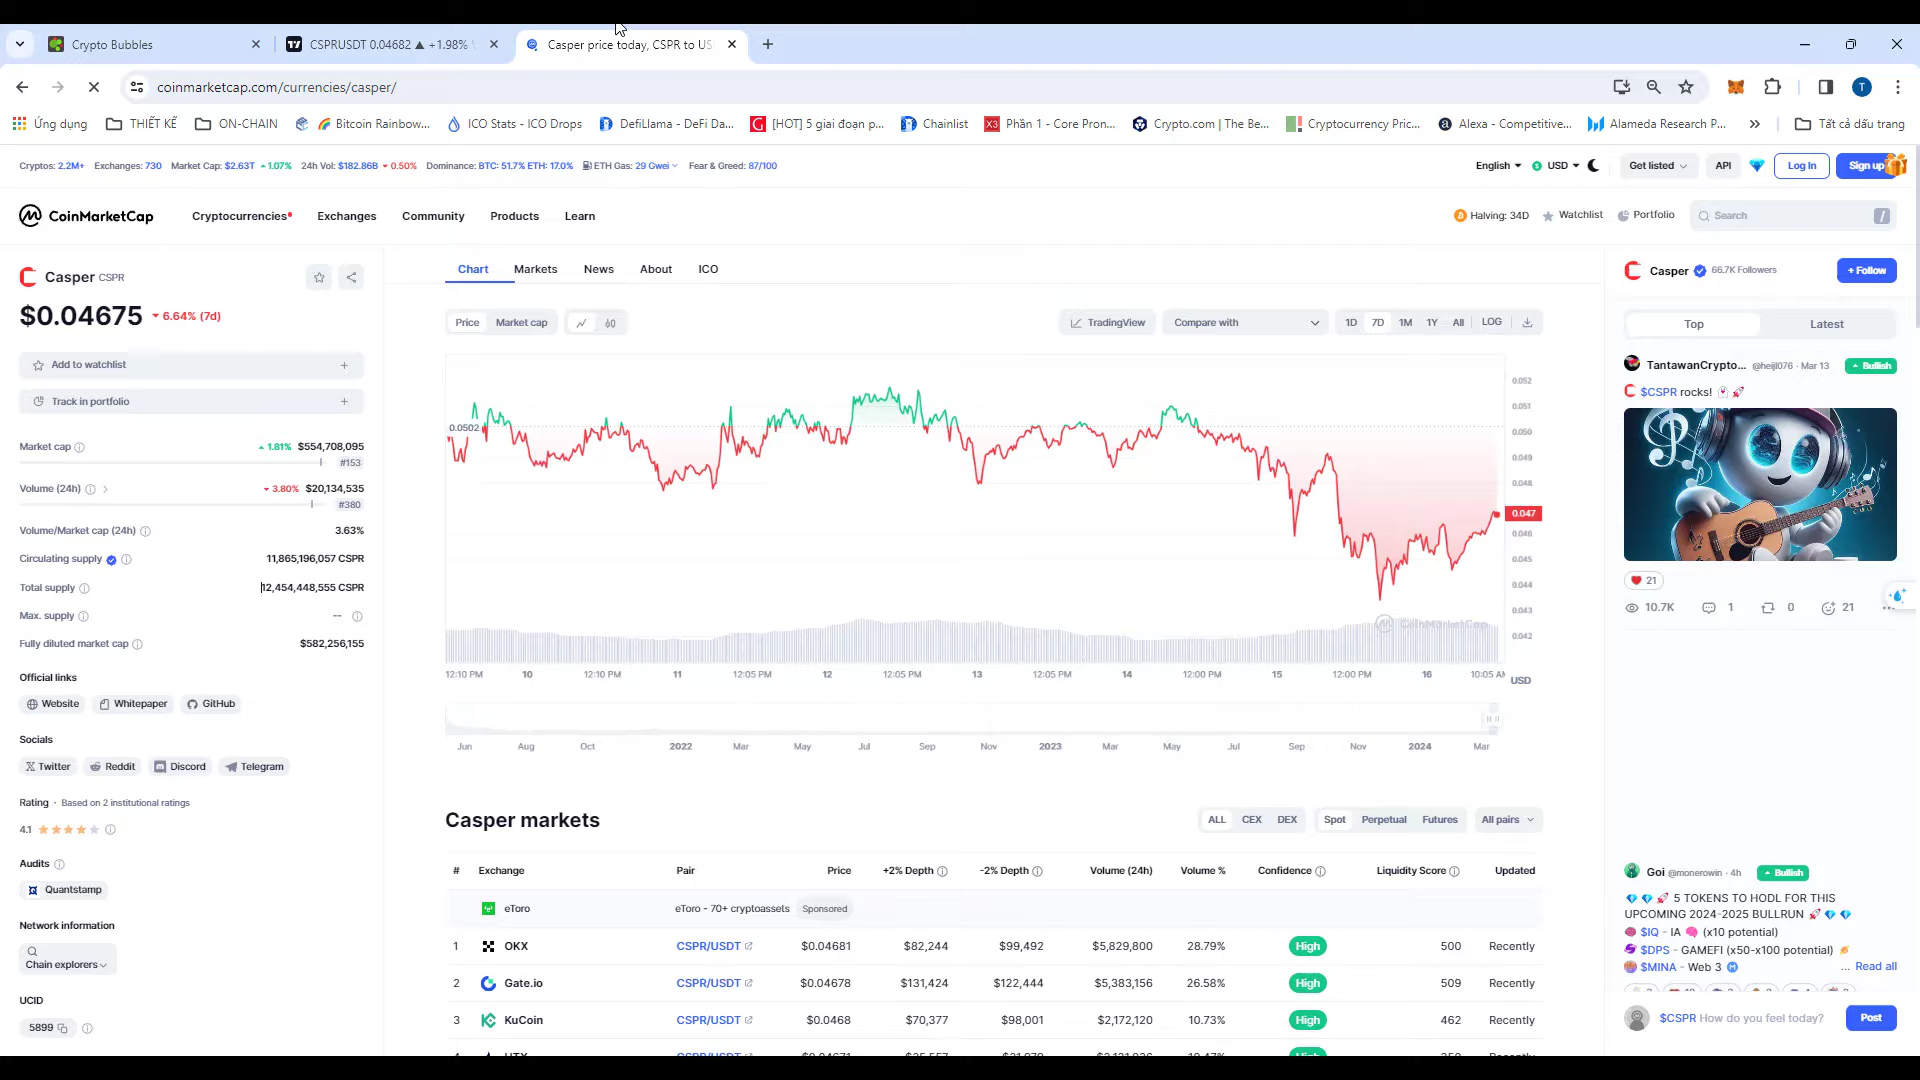 Crypto Bubbles
CSPRUSDT 0.04682 ▲ +1.98%
Casper price today, CSPR to US
coinmarketcap.com/currencies/casper/
T
Ứng dụng
THIẾT KẾ
ON-CHAIN
Bitcoin Rainbow...
ICO Stats - ICO Drops
DefiLlama - DeFi Da...
[HOT] 5 giai đoạn p...
Chainlist
Phần 1 - Core Pron...
Crypto.com | The Be...
Cryptocurrency Pric...
Alexa - Competitive...
Alameda Research P...
»
Tất cả dấu trang
Cryptos: 2.2M+ Exchanges: 730 Market Cap: $2.63T 1.07% 24h Vol: $182.86B 0.50% Dominance: BTC: 51.7% ETH: 17.0% ETH Gas: 29 Gwei Fear & Greed: 87/100
English USD Get listed API Log In Sign up
CoinMarketCap
Cryptocurrencies Exchanges Community Products Learn
Halving: 34D Watchlist Portfolio Search /
Casper CSPR
$0.04675 6.64% (7d)
Add to watchlist +
Track in portfolio +
Market cap 1.81% $554,708,095
#153
Volume (24h) 3.80% $20,134,535
#380
Volume/Market cap (24h) 3.63%
Circulating supply 11,865,196,057 CSPR
Total supply 12,454,448,555 CSPR
Max. supply --
Fully diluted market cap $582,256,155
Official links
Website Whitepaper GitHub
Socials
Twitter Reddit Discord Telegram
Rating · Based on 2 institutional ratings
4.1
Audits
Quantstamp
Network information
Chain explorers
UCID
5899
Chart Markets News About ICO
Price Market cap
TradingView Compare with 1D 7D 1M 1Y All LOG
0.0502
0.052
0.051
0.050
0.049
0.048
0.047
0.046
0.045
0.044
0.043
0.042
CoinMarketCap
12:10 PM 10 12:10 PM 11 12:05 PM 12 12:05 PM 13 12:05 PM 14 12:00 PM 15 12:00 PM 16 10:05 AM
USD
Jun Aug Oct 2022 Mar May Jul Sep Nov 2023 Mar May Jul Sep Nov 2024 Mar
Casper markets
ALL CEX DEX Spot Perpetual Futures All pairs
# Exchange Pair Price +2% Depth -2% Depth Volume (24h) Volume % Confidence Liquidity Score Updated
eToro eToro - 70+ cryptoassets Sponsored
1 OKX CSPR/USDT $0.04681 $82,244 $99,492 $5,829,800 28.79% High 500 Recently
2 Gate.io CSPR/USDT $0.04678 $131,424 $122,444 $5,383,156 26.58% High 509 Recently
3 KuCoin CSPR/USDT $0.0468 $70,377 $98,001 $2,172,120 10.73% High 462 Recently
Casper 66.7K Followers + Follow
Top Latest
TantawanCrypto... @heijl076 · Mar 13 Bullish
$CSPR rocks!
21
10.7K 1 0 21
Goi @monerowin · 4h Bullish
5 TOKENS TO HODL FOR THIS
UPCOMING 2024-2025 BULLRUN
$IQ - IA (x10 potential)
$DPS - GAMEFI (x50-x100 potential)
$MINA - Web 3 ... Read all
$CSPR How do you feel today? Post